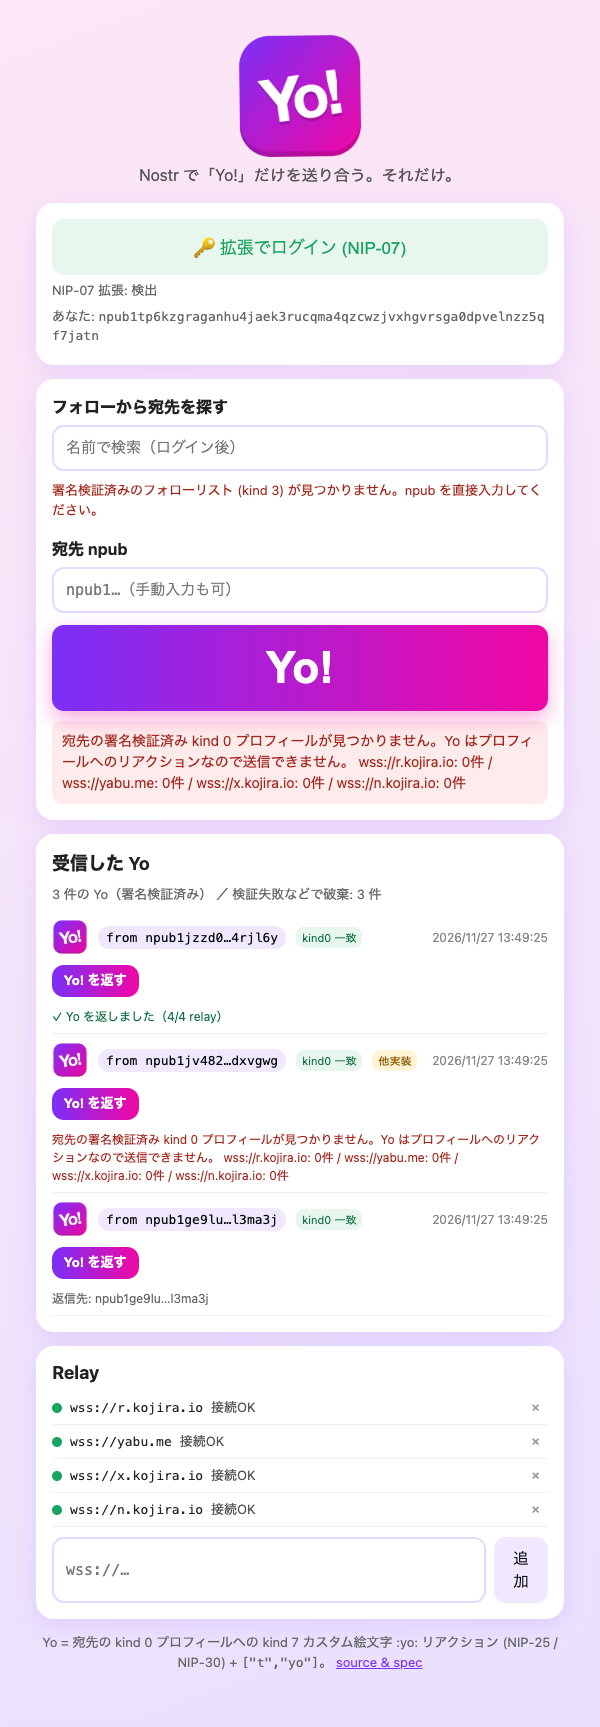 Yo!
Nostr で「Yo!」だけを送り合う。それだけ。
🔑 拡張でログイン (NIP-07)
NIP-07 拡張: 検出
あなた: npub1tp6kzgraganhu4jaek3rucqma4qzcwzjvxhgvrsga0dpvelnzz5q
f7jatn
フォローから宛先を探す
名前で検索（ログイン後）
署名検証済みのフォローリスト (kind 3) が見つかりません。npub を直接入力してく
ださい。
宛先 npub
npub1…（手動入力も可）
Yo!
宛先の署名検証済み kind 0 プロフィールが見つかりません。Yo はプロフィ
ールへのリアクションなので送信できません。 wss://r.kojira.io: 0件 /
wss://yabu.me: 0件 / wss://x.kojira.io: 0件 / wss://n.kojira.io: 0件
受信した Yo
3 件の Yo（署名検証済み） ／ 検証失敗などで破棄: 3 件
Yo! from npub1jzzd0…4rjl6y kind0 一致 2026/11/27 13:49:25
Yo! を返す
✓ Yo を返しました（4/4 relay）
Yo! from npub1jv482…dxvgwg kind0 一致 他実装 2026/11/27 13:49:25
Yo! を返す
宛先の署名検証済み kind 0 プロフィールが見つかりません。Yo はプロフィールへのリアク
ションなので送信できません。 wss://r.kojira.io: 0件 / wss://yabu.me: 0件 /
wss://x.kojira.io: 0件 / wss://n.kojira.io: 0件
Yo! from npub1ge9lu…l3ma3j kind0 一致 2026/11/27 13:49:25
Yo! を返す
返信先: npub1ge9lu…l3ma3j
Relay
wss://r.kojira.io 接続OK ×
wss://yabu.me 接続OK ×
wss://x.kojira.io 接続OK ×
wss://n.kojira.io 接続OK ×
wss://…
追
加
Yo = 宛先の kind 0 プロフィールへの kind 7 カスタム絵文字 :yo: リアクション (NIP-25 /
NIP-30) + ["t","yo"]。 source & spec